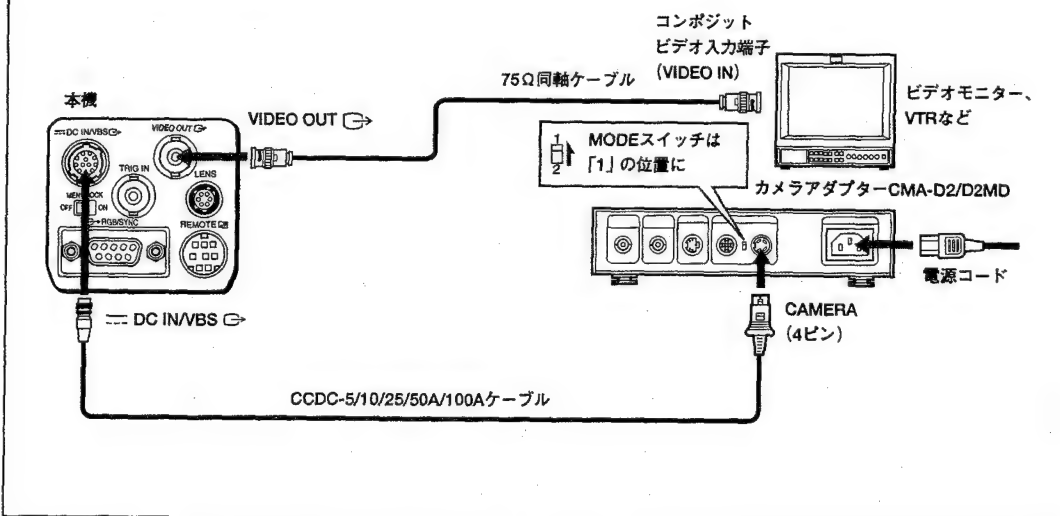 コンポジット
ビデオ入力端子
(VIDEO IN)
75Ω同軸ケーブル
本機
ビデオモニター、
VTRなど
⎓DC IN/VBS
VIDEO OUT
VIDEO OUT
TRIG IN
LENS
MENU LOCK
OFF ON
RGB/SYNC
REMOTE
1
2
MODEスイッチは
「1」の位置に
カメラアダプターCMA-D2/D2MD
電源コード
⎓ DC IN/VBS
CAMERA
(4ピン)
CCDC-5/10/25/50A/100Aケーブル